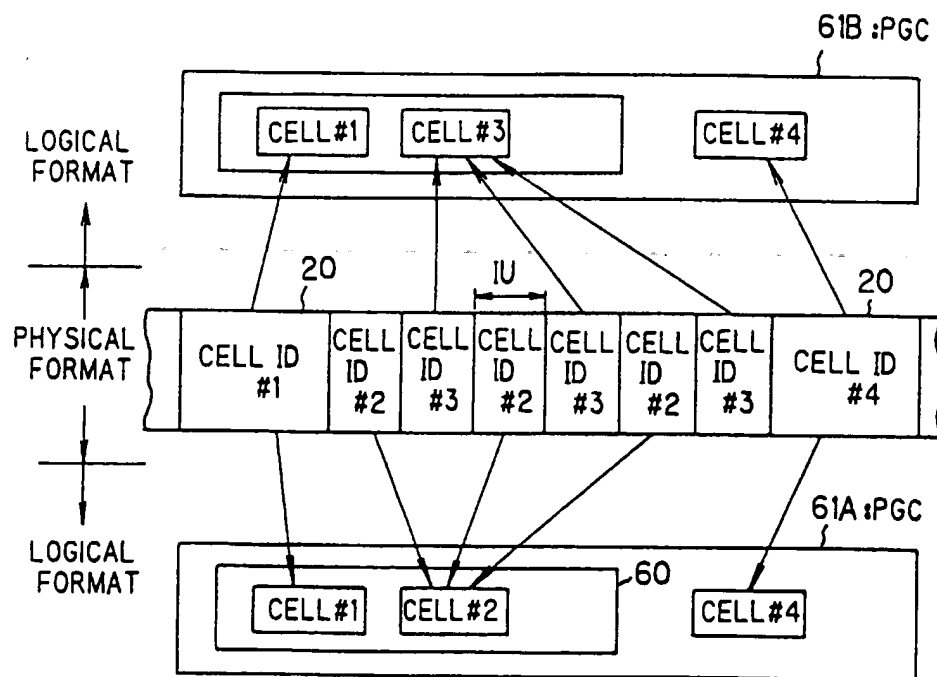 61B :PGC
CELL#1
CELL#3
CELL#4
LOGICAL
FORMAT
20
IU
20
PHYSICAL
FORMAT
CELL ID
#1
CELL
ID
#2
CELL
ID
#3
CELL
ID
#2
CELL
ID
#3
CELL
ID
#2
CELL
ID
#3
CELL ID
#4
LOGICAL
FORMAT
61A :PGC
60
CELL#1
CELL#2
CELL#4